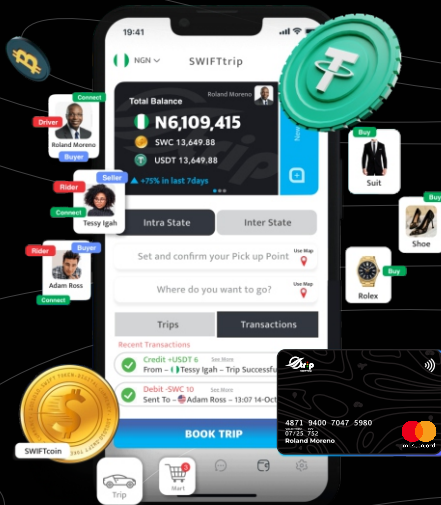 19:41
NGN
SWIFTtrip
Connect
Driver
Roland Moreno
Buyer
Total Balance
Roland Moreno
N6,109,415
SWC 13,649.88
USDT 13,649.88
+75% in last 7days
New
Buy
Suit
Seller
Rider
Connect
Tessy Igah
Buy
Shoe
Intra State
Inter State
Rider
Buyer
Adam Ross
Connect
Set and confirm your Pick up Point
Use Map
Where do you want to go?
Use Map
Buy
Rolex
Trips
Transactions
Recent Transactions
Credit +USDT 6
See More
From – Tessy Igah – Trip Successfu
Debit -SWC 10
See More
Sent To – Adam Ross – 13:07 14-Oct
4871 9400 7047 5980
07/25 752
Roland Moreno
BOOK TRIP
SWIFTcoin
Trip
3
Mart